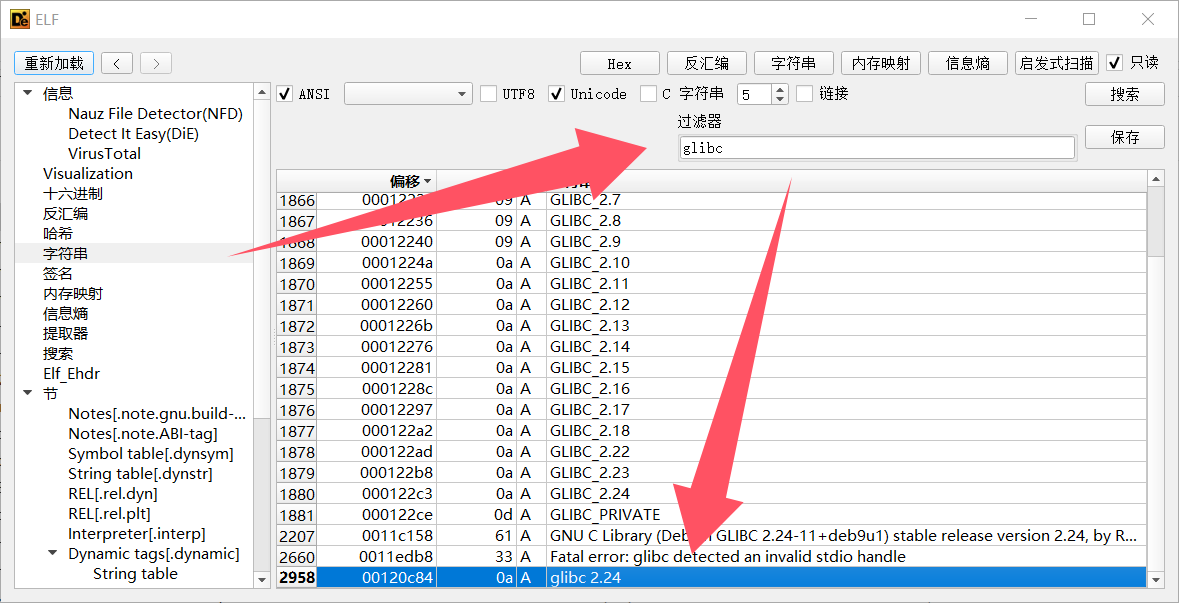 ELF
重新加载 < > Hex 反汇编 字符串 内存映射 信息熵 启发式扫描 只读
ANSI UTF8 Unicode C 字符串 5 链接 搜索
过滤器
glibc 保存
信息
Nauz File Detector(NFD)
Detect It Easy(DiE)
VirusTotal
Visualization
十六进制
反汇编
哈希
字符串
签名
内存映射
信息熵
提取器
搜索
Elf_Ehdr
节
Notes[.note.gnu.build-...
Notes[.note.ABI-tag]
Symbol table[.dynsym]
String table[.dynstr]
REL[.rel.dyn]
REL[.rel.plt]
Interpreter[.interp]
Dynamic tags[.dynamic]
String table
偏移
1866 09 A GLIBC_2.7
1867 00012236 09 A GLIBC_2.8
1868 00012240 09 A GLIBC_2.9
1869 0001224a 0a A GLIBC_2.10
1870 00012255 0a A GLIBC_2.11
1871 00012260 0a A GLIBC_2.12
1872 0001226b 0a A GLIBC_2.13
1873 00012276 0a A GLIBC_2.14
1874 00012281 0a A GLIBC_2.15
1875 0001228c 0a A GLIBC_2.16
1876 00012297 0a A GLIBC_2.17
1877 000122a2 0a A GLIBC_2.18
1878 000122ad 0a A GLIBC_2.22
1879 000122b8 0a A GLIBC_2.23
1880 000122c3 0a A GLIBC_2.24
1881 000122ce 0d A GLIBC_PRIVATE
2207 0011c158 61 A GNU C Library (Deb GLIBC 2.24-11+deb9u1) stable release version 2.24, by R...
2660 0011edb8 33 A Fatal error: glibc detected an invalid stdio handle
2958 00120c84 0a A glibc 2.24